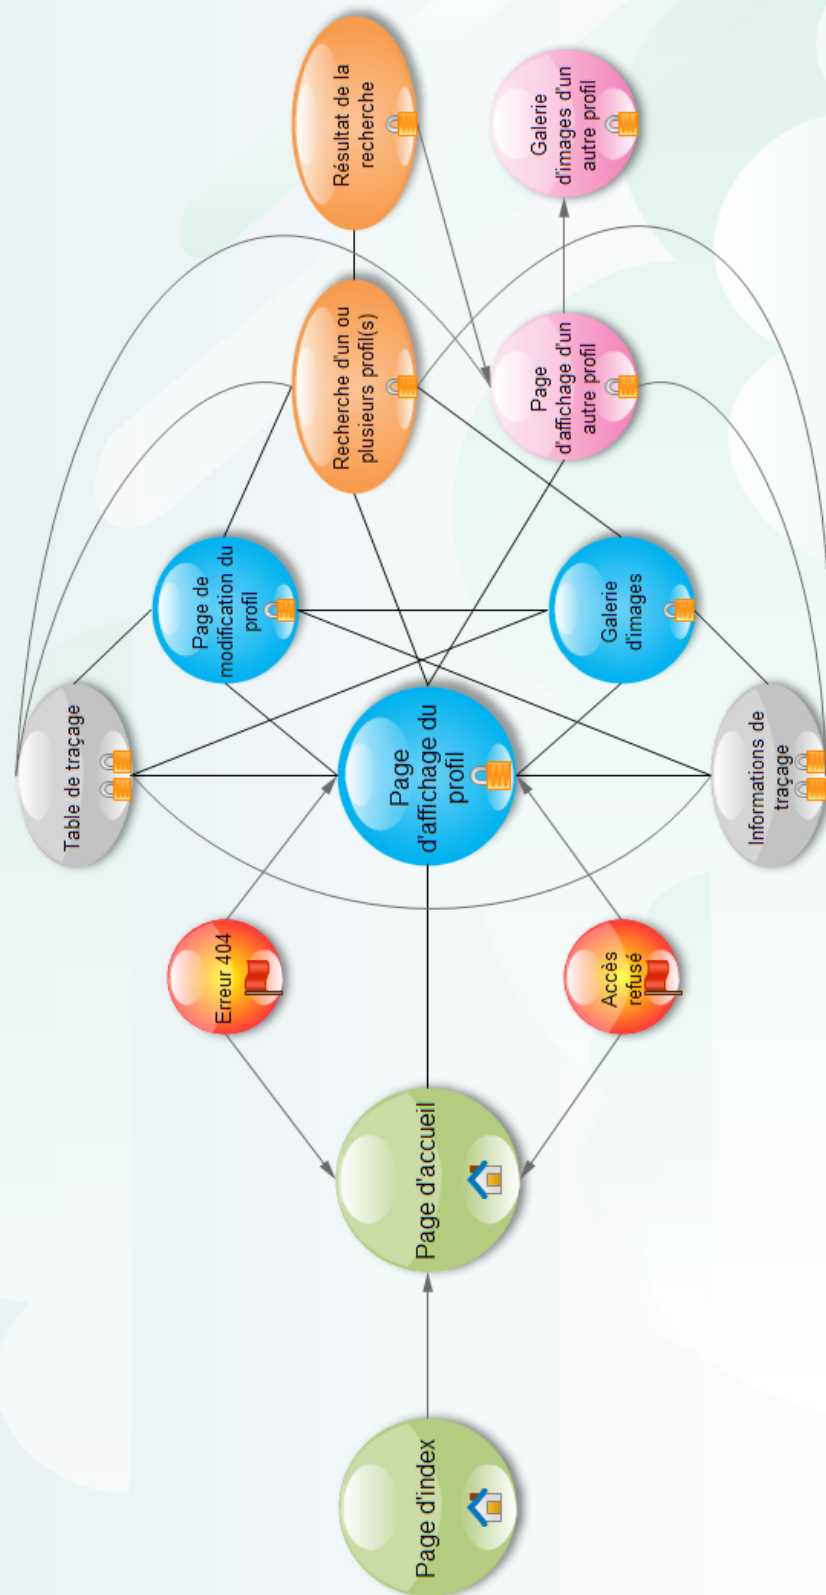 Page d'index
Page d'accueil
Erreur 404
Accès
refusé
Table de traçage
Page
d'affichage du
profil
Informations de
traçage
Page de
modification du
profil
Galerie
d'images
Recherche d'un ou
plusieurs profil(s)
Page
d'affichage d'un
autre profil
Résultat de la
recherche
Galerie
d'images d'un
autre profil